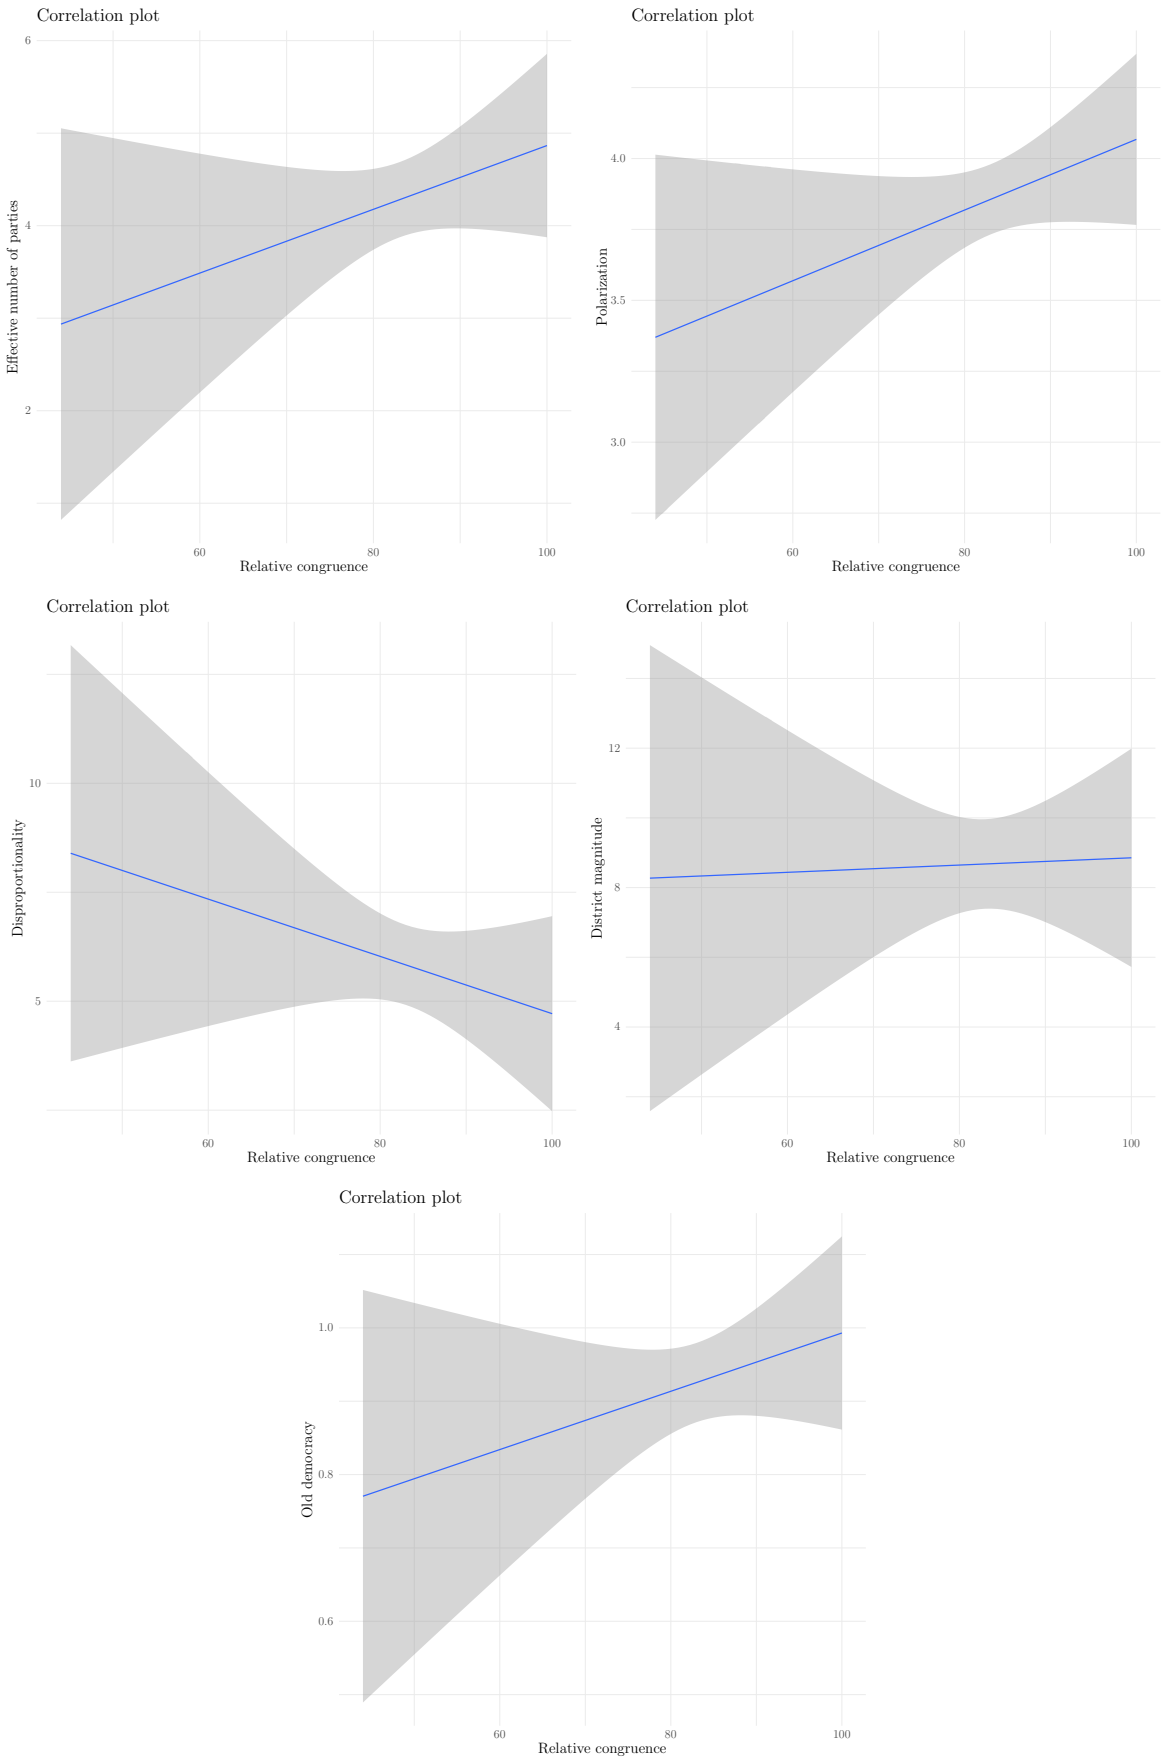 Correlation plot
6
4
2
Effective number of parties
60 80 100
Relative congruence
Correlation plot
4.0
3.5
3.0
Polarization
60 80 100
Relative congruence
Correlation plot
10
5
Disproportionality
60 80 100
Relative congruence
Correlation plot
12
8
4
District magnitude
60 80 100
Relative congruence
Correlation plot
1.0
0.8
0.6
Old democracy
60 80 100
Relative congruence